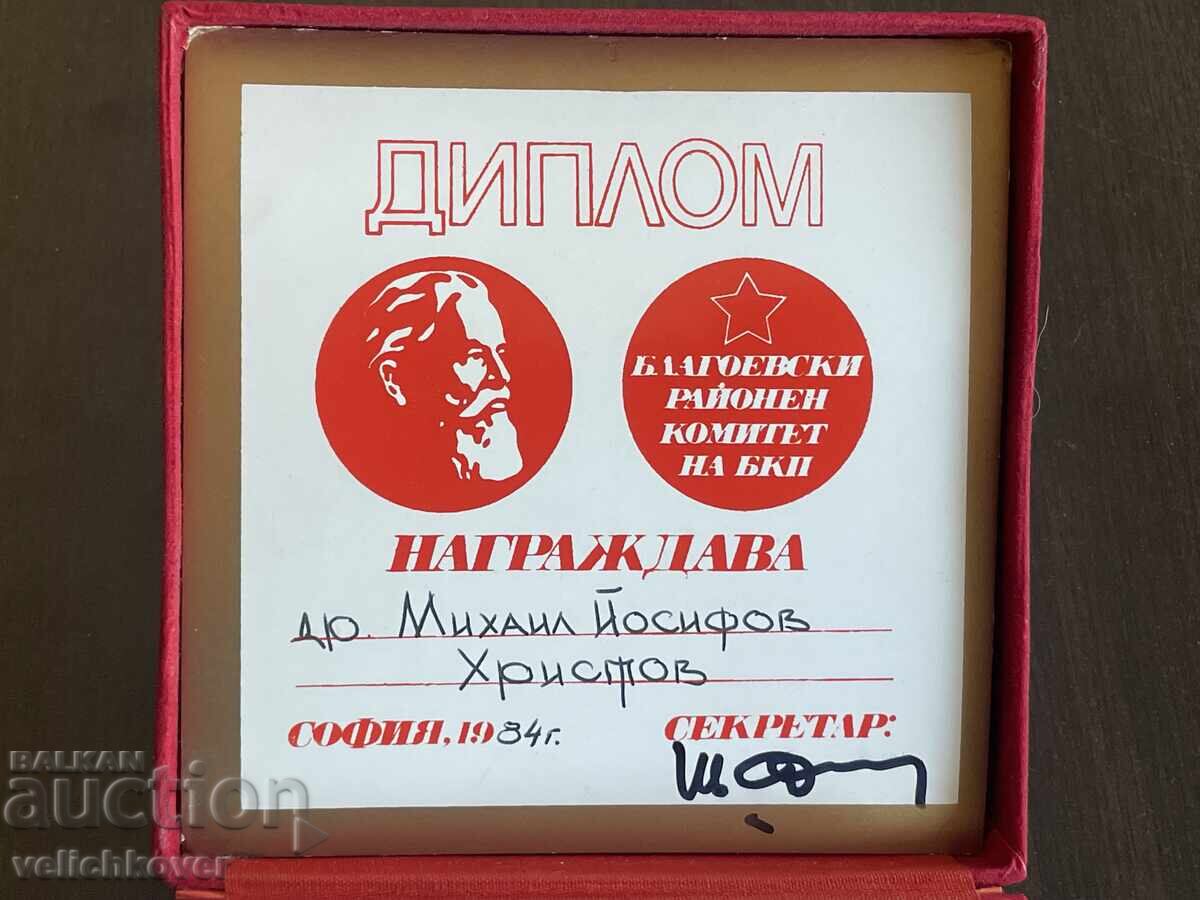 ДИПЛОМ
БЛАГОЕВСКИ
РАЙОНЕН
КОМИТЕТ
НА БКП
НАГРАЖДАВА
др. Михаил Йосифов
Христов
СОФИЯ, 1984г.
СЕКРЕТАР:
BALKAN
auction
velichkover